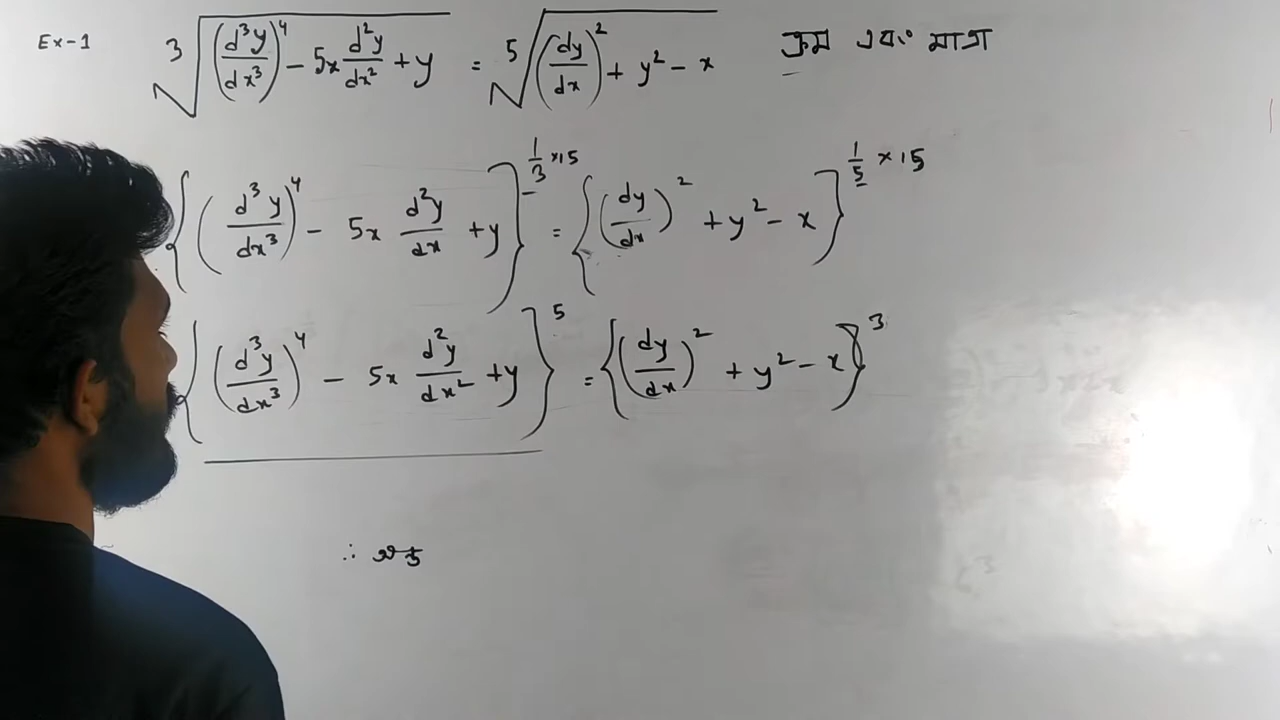 Ex-1 ∛((d³y/dx³)⁴ − 5x d²y/dx² + y) = ⁵√((dy/dx)² + y² − x) ক্রম এবং মাত্রা
{(d³y/dx³)⁴ − 5x d²y/dx + y}^(1/3 × 15) = {(dy/dx)² + y² − x}^(1/5 × 15)
{(d³y/dx³)⁴ − 5x d²y/dx² + y}⁵ = {(dy/dx)² + y² − x}³
∴